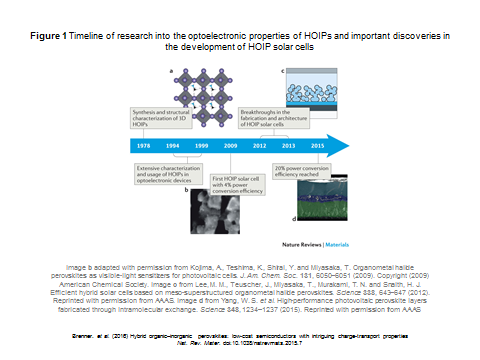 Figure 1 Timeline of research into the optoelectronic properties of HOIPs and important discoveries in
the development of HOIP solar cells
a
c
Synthesis and structural
characterization of 3D
HOIPs
Breakthroughs in the
fabrication and architecture
of HOIP solar cells
1978
1994
1999
2009
2012
2013
2015
Extensive characterization
and usage of HOIPs in
optoelectronic devices
First HOIP solar cell
with 4% power
conversion efficiency
20% power conversion
efficiency reached
b
d
Nature Reviews | Materials
Image b adapted with permission from Kojima, A., Teshima, K., Shirai, Y. and Miyasaka, T. Organometal halide
perovskites as visible-light sensitizers for photovoltaic cells. J. Am. Chem. Soc. 131, 6050–6051 (2009). Copyright (2009)
American Chemical Society. Image c from Lee, M. M., Teuscher, J., Miyasaka, T., Murakami, T. N. and Snaith, H. J.
Efficient hybrid solar cells based on meso-superstructured organometal halide perovskites. Science 338, 643–647 (2012).
Reprinted with permission from AAAS. Image d from Yang, W. S. et al. High-performance photovoltaic perovskite layers
fabricated through intramolecular exchange. Science 348, 1234–1237 (2015). Reprinted with permission from AAAS
Brenner, et al. (2016) Hybrid organic–inorganic perovskites: low-cost semiconductors with intriguing charge-transport properties
Nat. Rev. Mater. doi:10.1038/natrevmats.2015.7